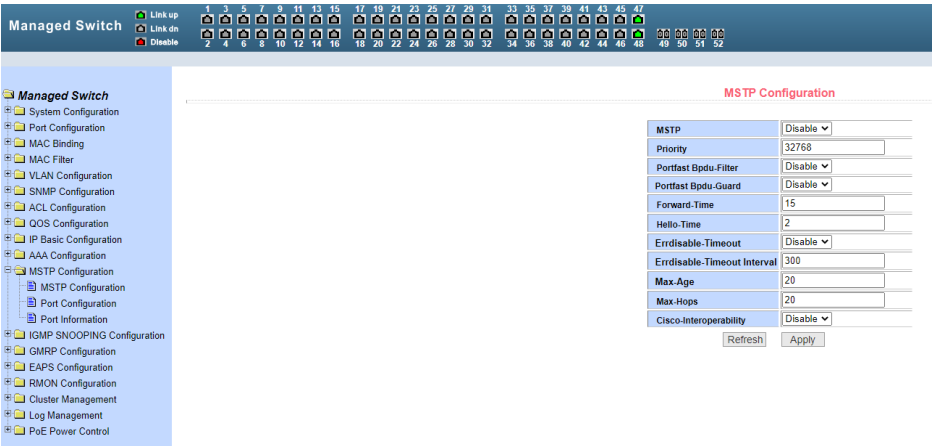 Managed Switch
Link up
Link dn
Disable
1 3 5 7 9 11 13 15 17 19 21 23 25 27 29 31 33 35 37 39 41 43 45 47
2 4 6 8 10 12 14 16 18 20 22 24 26 28 30 32 34 36 38 40 42 44 46 48 49 50 51 52
Managed Switch
System Configuration
Port Configuration
MAC Binding
MAC Filter
VLAN Configuration
SNMP Configuration
ACL Configuration
QOS Configuration
IP Basic Configuration
AAA Configuration
MSTP Configuration
MSTP Configuration
Port Configuration
Port Information
IGMP SNOOPING Configuration
GMRP Configuration
EAPS Configuration
RMON Configuration
Cluster Management
Log Management
PoE Power Control
MSTP Configuration
MSTP Disable
Priority 32768
Portfast Bpdu-Filter Disable
Portfast Bpdu-Guard Disable
Forward-Time 15
Hello-Time 2
Errdisable-Timeout Disable
Errdisable-Timeout Interval 300
Max-Age 20
Max-Hops 20
Cisco-Interoperability Disable
Refresh Apply